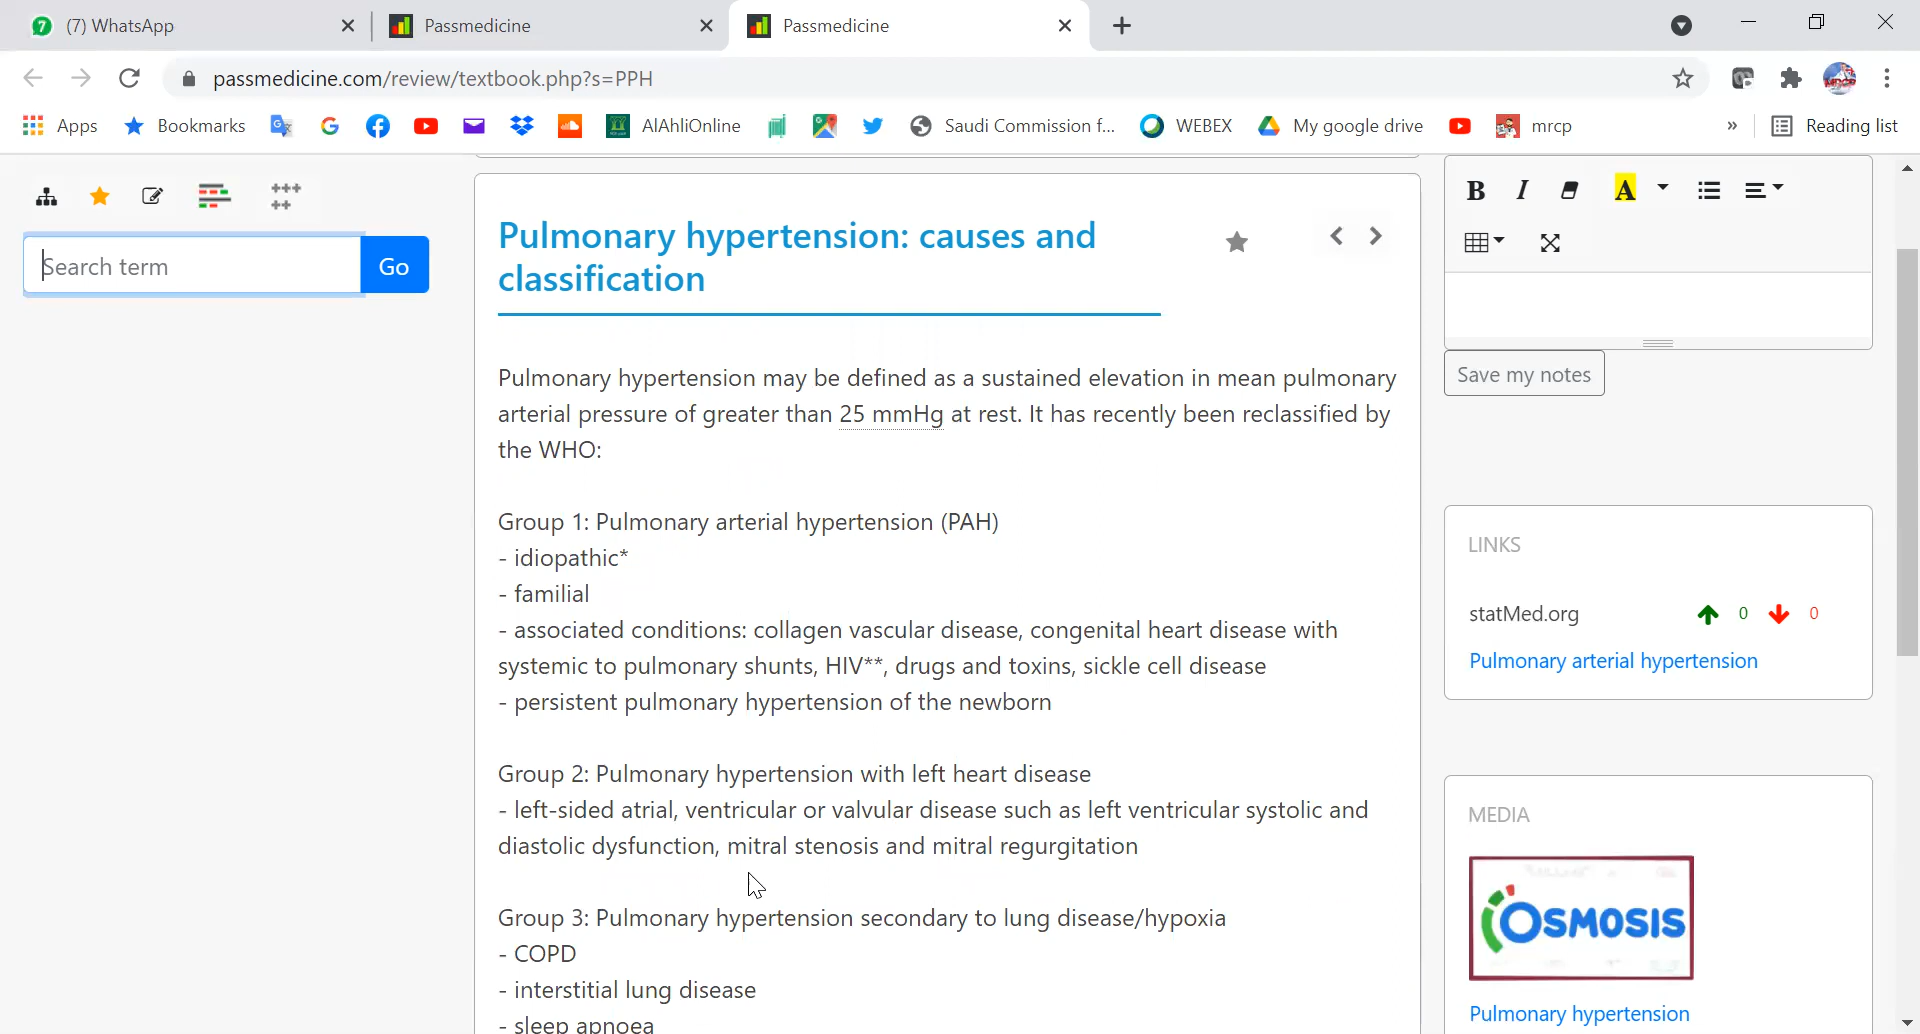 7 (7) WhatsApp
Passmedicine
Passmedicine
passmedicine.com/review/textbook.php?s=PPH
Apps
Bookmarks
AlAhliOnline
Saudi Commission f...
WEBEX
My google drive
mrcp
»
Reading list
Search term
Go
Pulmonary hypertension: causes and
classification
Pulmonary hypertension may be defined as a sustained elevation in mean pulmonary
arterial pressure of greater than 25 mmHg at rest. It has recently been reclassified by
the WHO:
Group 1: Pulmonary arterial hypertension (PAH)
- idiopathic*
- familial
- associated conditions: collagen vascular disease, congenital heart disease with
systemic to pulmonary shunts, HIV**, drugs and toxins, sickle cell disease
- persistent pulmonary hypertension of the newborn
Group 2: Pulmonary hypertension with left heart disease
- left-sided atrial, ventricular or valvular disease such as left ventricular systolic and
diastolic dysfunction, mitral stenosis and mitral regurgitation
Group 3: Pulmonary hypertension secondary to lung disease/hypoxia
- COPD
- interstitial lung disease
- sleep apnoea
B I A
Save my notes
LINKS
statMed.org 0 0
Pulmonary arterial hypertension
MEDIA
OSMOSIS
Pulmonary hypertension